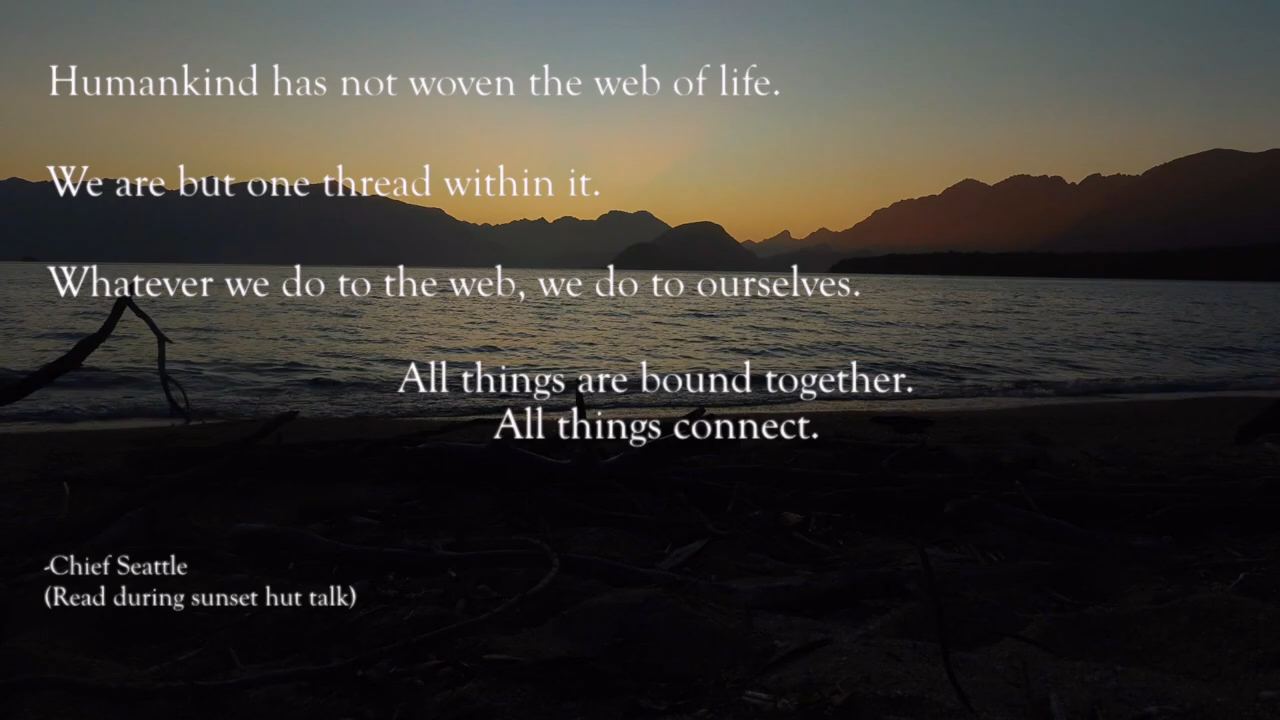 Humankind has not woven the web of life.
We are but one thread within it.
Whatever we do to the web, we do to ourselves.
All things are bound together.
All things connect.
-Chief Seattle
(Read during sunset hut talk)